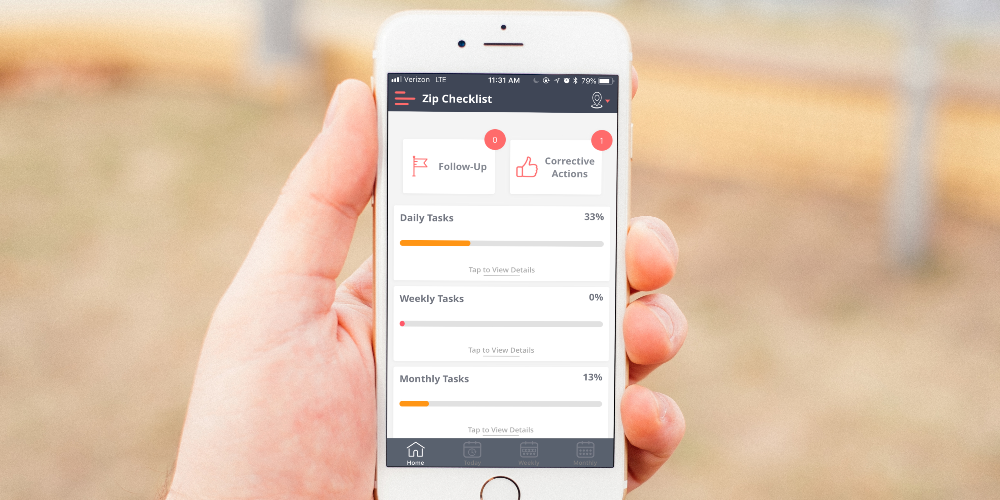 Verizon LTE 11:31 AM 79%
Zip Checklist
0
1
Follow-Up
Corrective
Actions
Daily Tasks 33%
Tap to View Details
Weekly Tasks 0%
Tap to View Details
Monthly Tasks 13%
Tap to View Details
Home Today Weekly Monthly